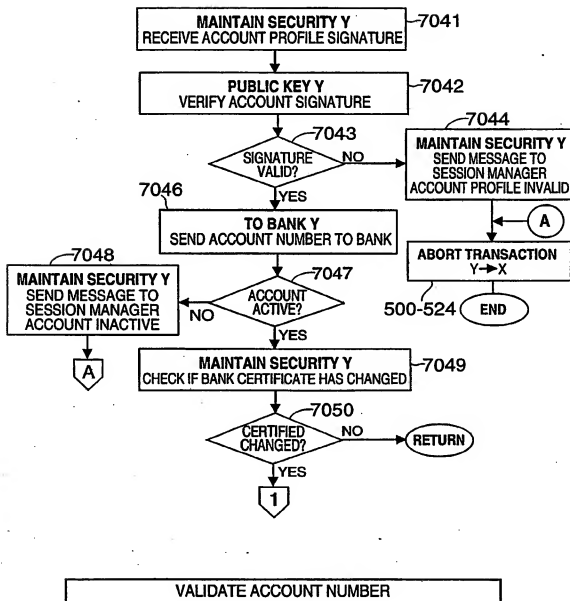 MAINTAIN SECURITY Y
RECEIVE ACCOUNT PROFILE SIGNATURE
7041
PUBLIC KEY Y
VERIFY ACCOUNT SIGNATURE
7042
7043
SIGNATURE
VALID?
NO
YES
7044
MAINTAIN SECURITY Y
SEND MESSAGE TO
SESSION MANAGER
ACCOUNT PROFILE INVALID
A
ABORT TRANSACTION
Y→X
500-524
END
7046
TO BANK Y
SEND ACCOUNT NUMBER TO BANK
7047
ACCOUNT
ACTIVE?
NO
YES
7048
MAINTAIN SECURITY Y
SEND MESSAGE TO
SESSION MANAGER
ACCOUNT INACTIVE
A
MAINTAIN SECURITY Y
CHECK IF BANK CERTIFICATE HAS CHANGED
7049
7050
CERTIFIED
CHANGED?
NO
RETURN
YES
1
VALIDATE ACCOUNT NUMBER